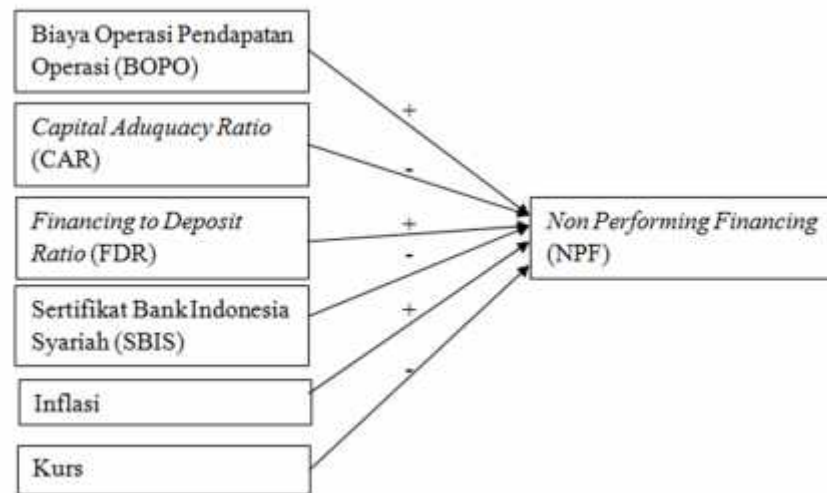 Biaya Operasi Pendapatan
Operasi (BOPO)
+
Capital Aduquacy Ratio
(CAR)
-
Financing to Deposit
Ratio (FDR)
+
-
Non Performing Financing
(NPF)
Sertifikat Bank Indonesia
Syariah (SBIS)
+
-
Inflasi
Kurs